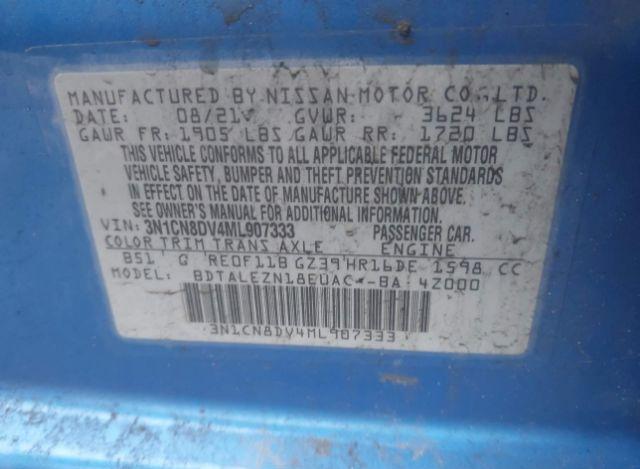 MANUFACTURED BY NISSAN MOTOR CO.,LTD.
DATE: 08/21 GVWR: 3624 LBS
GAWR FR: 1905 LBS GAWR RR: 1720 LBS
THIS VEHICLE CONFORMS TO ALL APPLICABLE FEDERAL MOTOR
VEHICLE SAFETY, BUMPER AND THEFT PREVENTION STANDARDS
IN EFFECT ON THE DATE OF MANUFACTURE SHOWN ABOVE.
SEE OWNER'S MANUAL FOR ADDITIONAL INFORMATION.
VIN: 3N1CN8DV4ML907333 PASSENGER CAR.
COLOR TRIM TRANS AXLE ENGINE
B51 G RE0F11B GZ39 HR16DE 1598 CC
BDTALEZN18EUAC--BA 4Z000
3N1CN8DV4ML907333